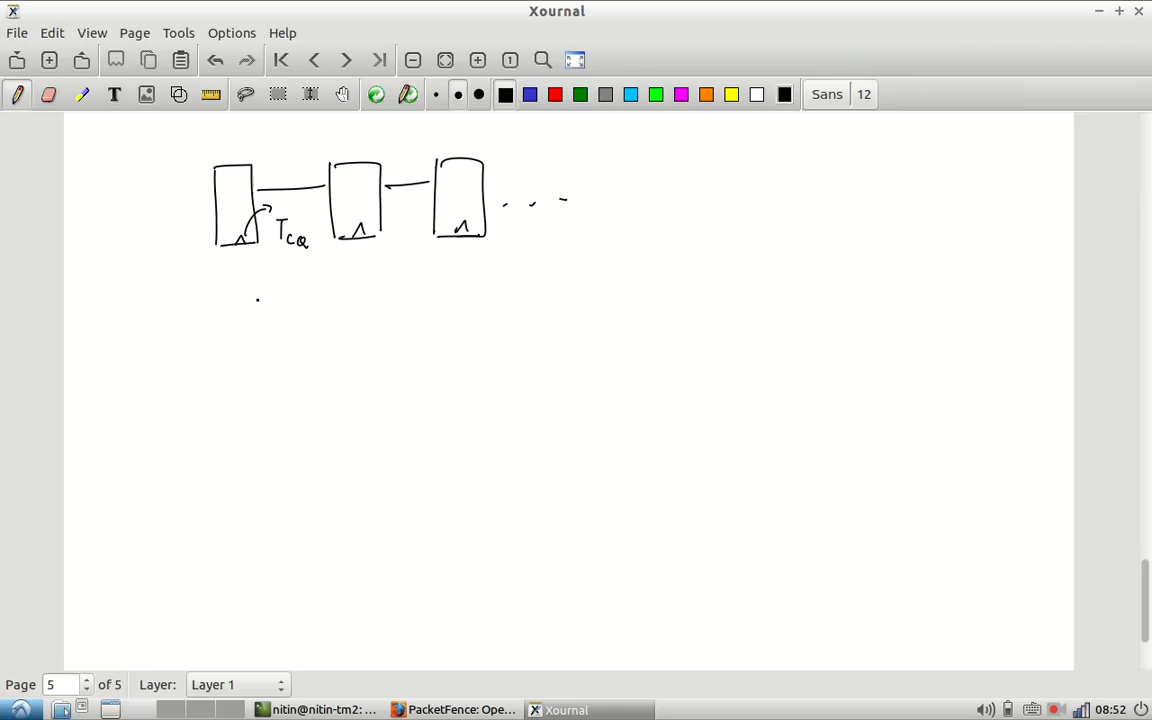 Xournal
File Edit View Page Tools Options Help
Sans 12
TCQ
Page 5 of 5 Layer: Layer 1
nitin@nitin-tm2: ... PacketFence: Ope... Xournal 08:52